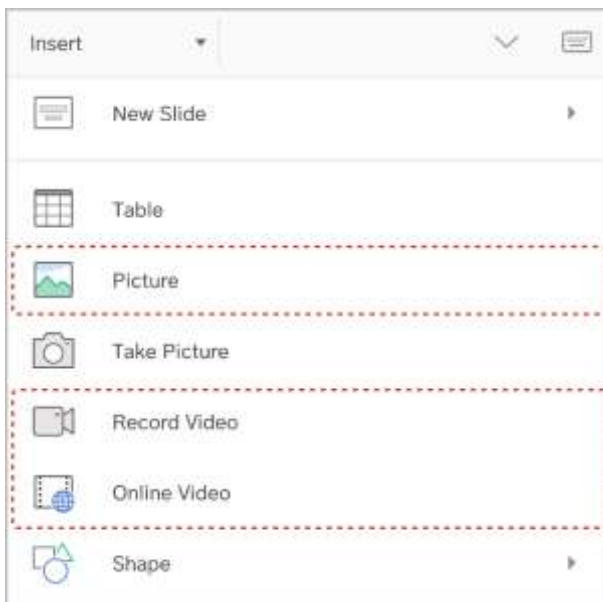 Insert
New Slide
Table
Picture
Take Picture
Record Video
Online Video
Shape